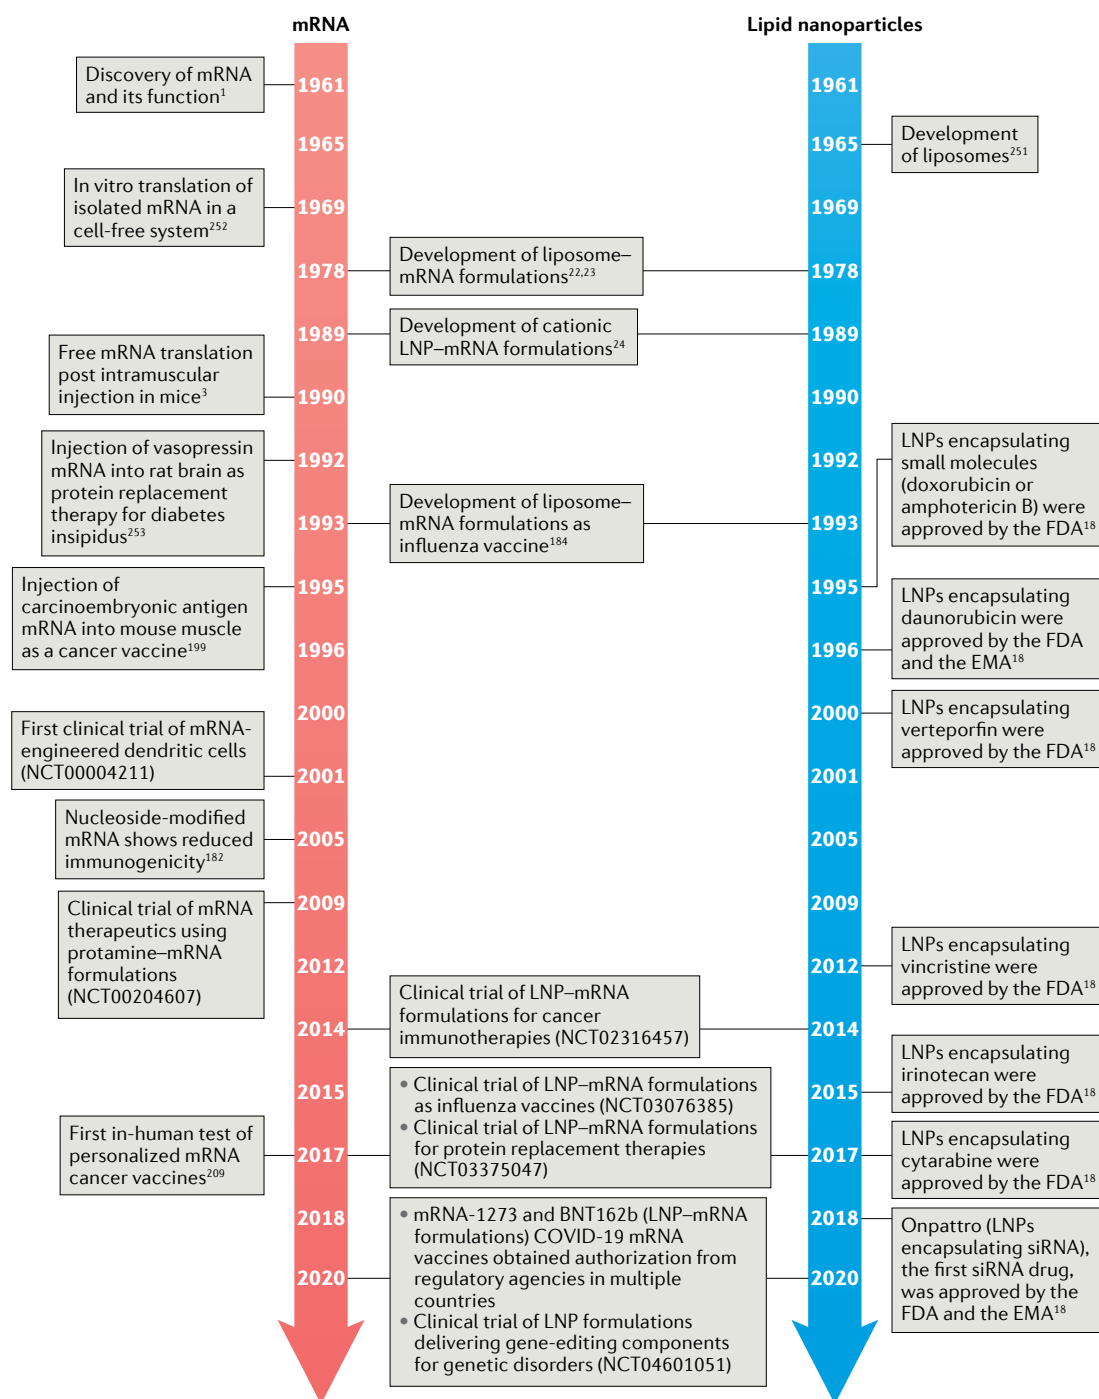 mRNA
Lipid nanoparticles
Discovery of mRNA
and its function1
1961
1961
1965
1965
Development
of liposomes251
In vitro translation of
isolated mRNA in a
cell-free system252
1969
1969
1978
Development of liposome–
mRNA formulations22,23
1978
1989
Development of cationic
LNP–mRNA formulations24
1989
Free mRNA translation
post intramuscular
injection in mice3
1990
1990
Injection of vasopressin
mRNA into rat brain as
protein replacement
therapy for diabetes
insipidus253
1992
1992
LNPs encapsulating
small molecules
(doxorubicin or
amphotericin B) were
approved by the FDA18
1993
Development of liposome–
mRNA formulations as
influenza vaccine184
1993
1995
1995
Injection of
carcinoembryonic antigen
mRNA into mouse muscle
as a cancer vaccine199
1996
1996
LNPs encapsulating
daunorubicin were
approved by the FDA
and the EMA18
2000
2000
LNPs encapsulating
verteporfin were
approved by the FDA18
First clinical trial of mRNA-
engineered dendritic cells
(NCT00004211)
2001
2001
Nucleoside-modified
mRNA shows reduced
immunogenicity182
2005
2005
Clinical trial of mRNA
therapeutics using
protamine–mRNA
formulations
(NCT00204607)
2009
2009
2012
2012
LNPs encapsulating
vincristine were
approved by the FDA18
2014
Clinical trial of LNP–mRNA
formulations for cancer
immunotherapies (NCT02316457)
2014
2015
2015
LNPs encapsulating
irinotecan were
approved by the FDA18
First in-human test of
personalized mRNA
cancer vaccines209
2017
• Clinical trial of LNP–mRNA formulations
as influenza vaccines (NCT03076385)
• Clinical trial of LNP–mRNA formulations
for protein replacement therapies
(NCT03375047)
2017
LNPs encapsulating
cytarabine were
approved by the FDA18
2018
2018
Onpattro (LNPs
encapsulating siRNA),
the first siRNA drug,
was approved by the
FDA and the EMA18
2020
• mRNA-1273 and BNT162b (LNP–mRNA
formulations) COVID-19 mRNA
vaccines obtained authorization from
regulatory agencies in multiple
countries
• Clinical trial of LNP formulations
delivering gene-editing components
for genetic disorders (NCT04601051)
2020